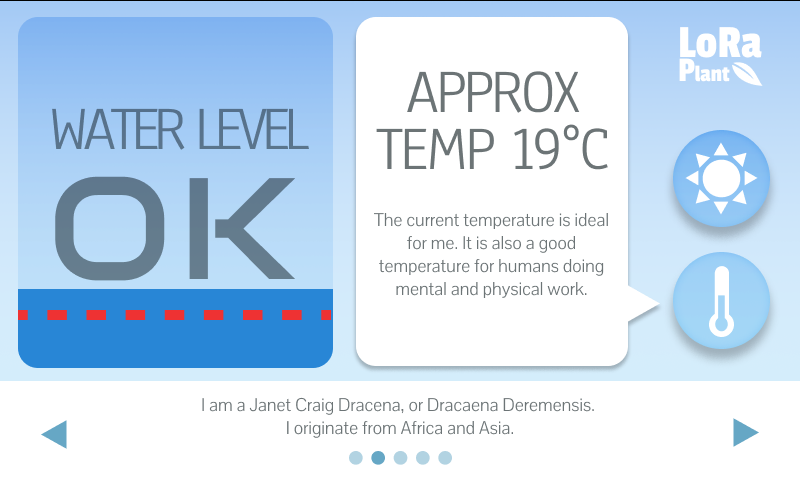 WATER LEVEL
OK
APPROX
TEMP 19°C
The current temperature is ideal
for me. It is also a good
temperature for humans doing
mental and physical work.
LoRa
Plant
I am a Janet Craig Dracena, or Dracaena Deremensis.
I originate from Africa and Asia.